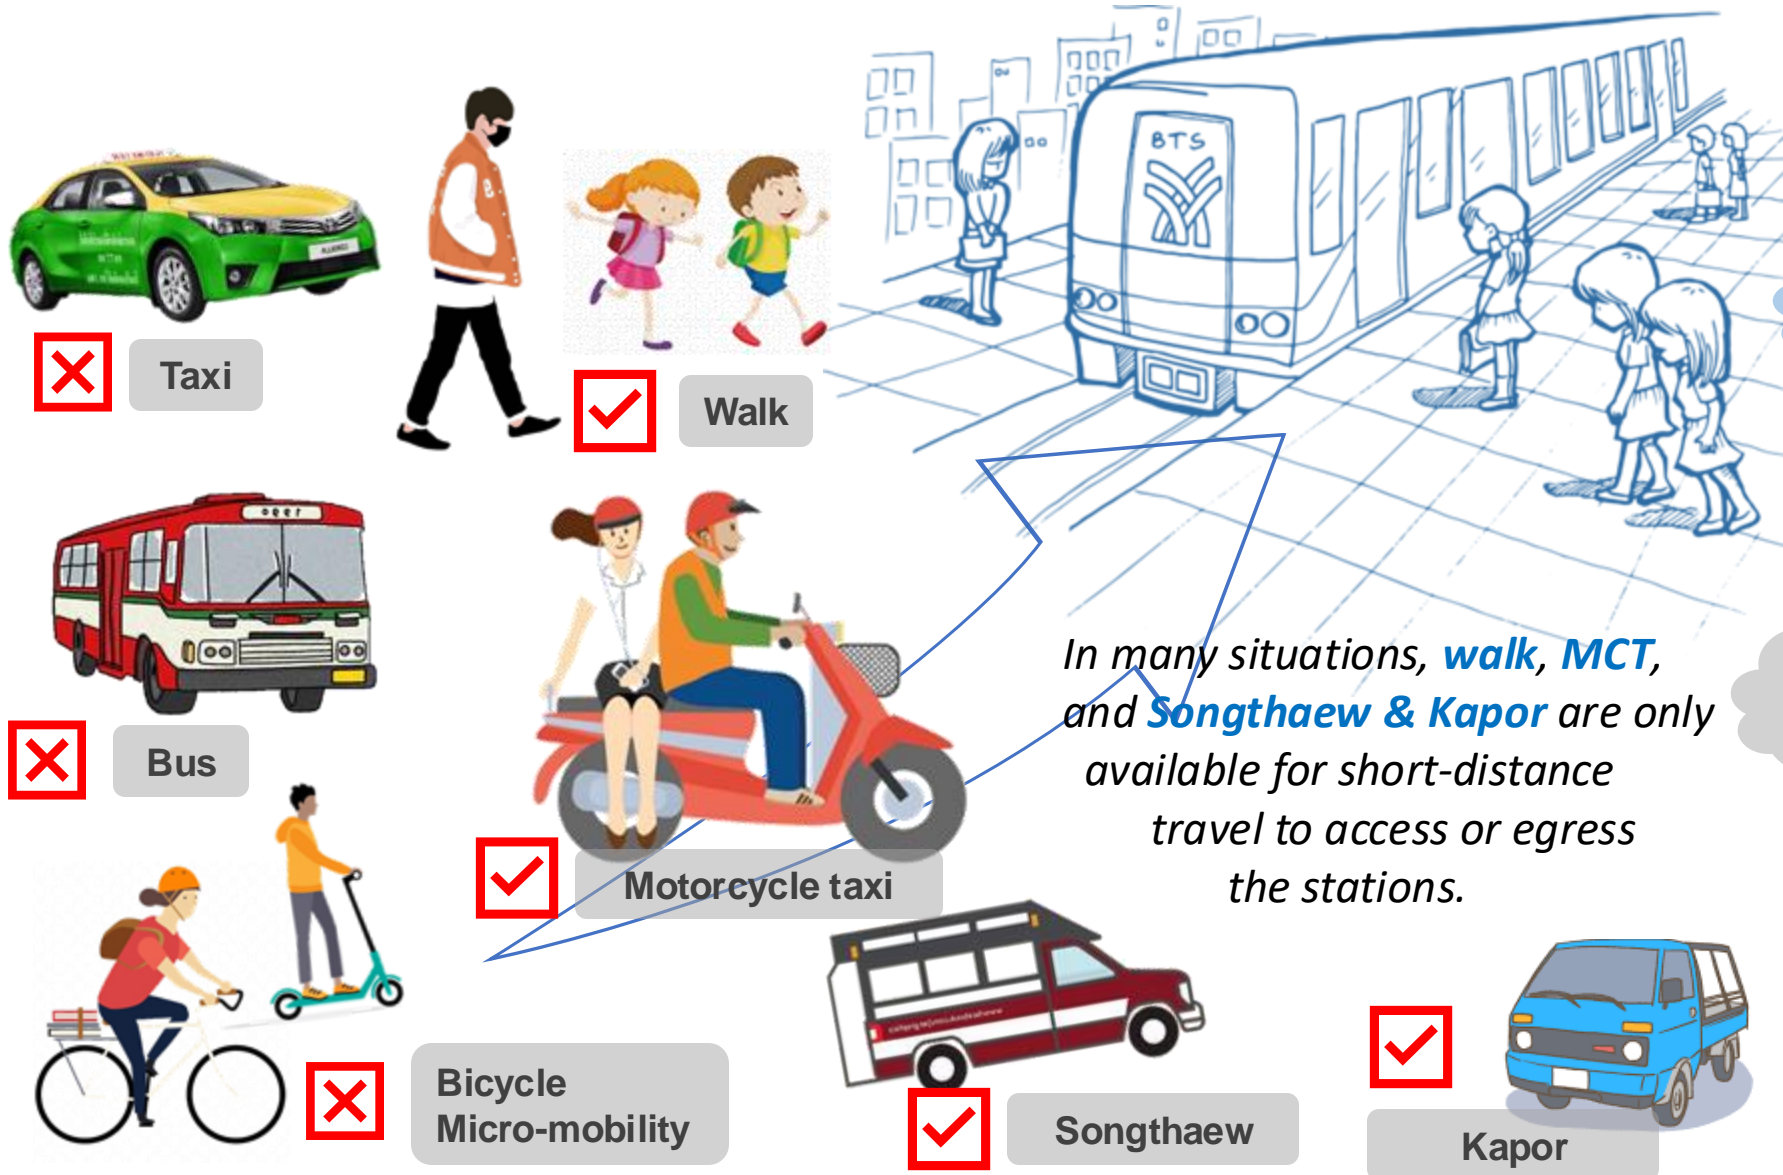 BTS
Taxi
Walk
Bus
Motorcycle taxi
In many situations, walk, MCT,
and Songthaew & Kapor are only
available for short-distance
travel to access or egress
the stations.
Bicycle
Micro-mobility
Songthaew
Kapor